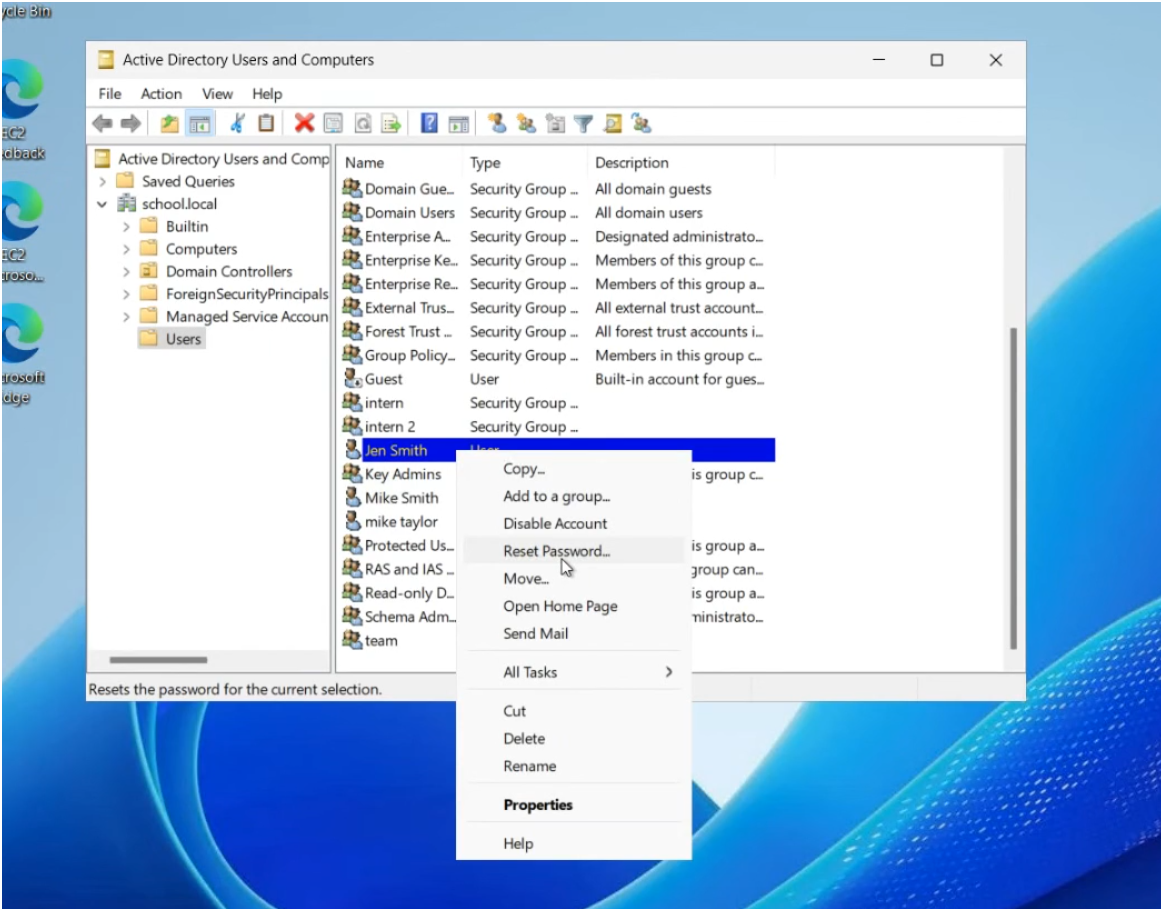 ycle Bin
EC2
edback
EC2
croso...
crosoft
dge
Active Directory Users and Computers
File Action View Help
Active Directory Users and Comp
Saved Queries
school.local
Builtin
Computers
Domain Controllers
ForeignSecurityPrincipals
Managed Service Accoun
Users
Name Type Description
Domain Gue... Security Group ... All domain guests
Domain Users Security Group ... All domain users
Enterprise A... Security Group ... Designated administrato...
Enterprise Ke... Security Group ... Members of this group c...
Enterprise Re... Security Group ... Members of this group a...
External Trus... Security Group ... All external trust account...
Forest Trust ... Security Group ... All forest trust accounts i...
Group Policy... Security Group ... Members in this group c...
Guest User Built-in account for gues...
intern Security Group ...
intern 2 Security Group ...
Jen Smith User
Key Admins is group c...
Mike Smith
mike taylor
Protected Us... is group a...
RAS and IAS ... group can...
Read-only D... is group a...
Schema Adm... ministrato...
team
Copy...
Add to a group...
Disable Account
Reset Password...
Move...
Open Home Page
Send Mail
All Tasks
Cut
Delete
Rename
Properties
Help
Resets the password for the current selection.